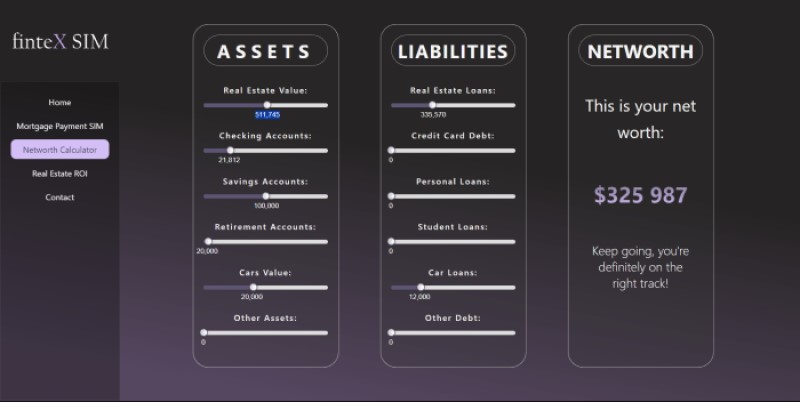 finteX SIM
Home
Mortgage Payment SIM
Networth Calculator
Real Estate ROI
Contact
ASSETS
Real Estate Value:
511,745
Checking Accounts:
21,812
Savings Accounts:
100,000
Retirement Accounts:
20,000
Cars Value:
20,000
Other Assets:
0
LIABILITIES
Real Estate Loans:
335,570
Credit Card Debt:
0
Personal Loans:
0
Student Loans:
0
Car Loans:
12,000
Other Debt:
0
NETWORTH
This is your net
worth:
$325 987
Keep going, you're
definitely on the
right track!